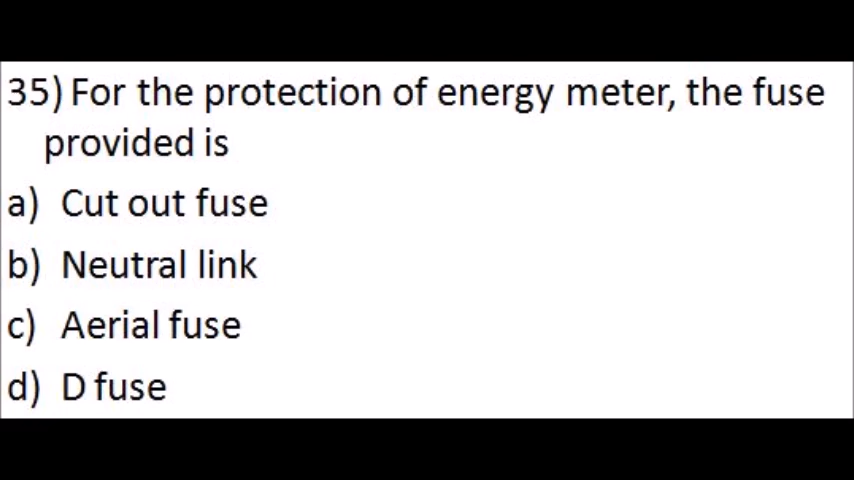 35) For the protection of energy meter, the fuse
provided is
a) Cut out fuse
b) Neutral link
c) Aerial fuse
d) D fuse